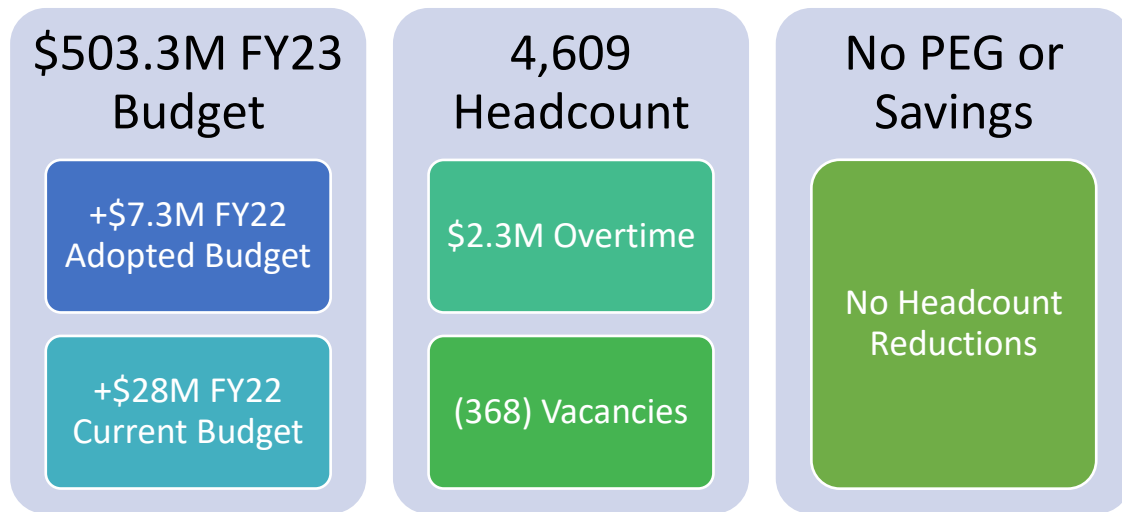 $503.3M FY23
Budget
+$7.3M FY22
Adopted Budget
+$28M FY22
Current Budget
4,609
Headcount
$2.3M Overtime
(368) Vacancies
No PEG or
Savings
No Headcount
Reductions